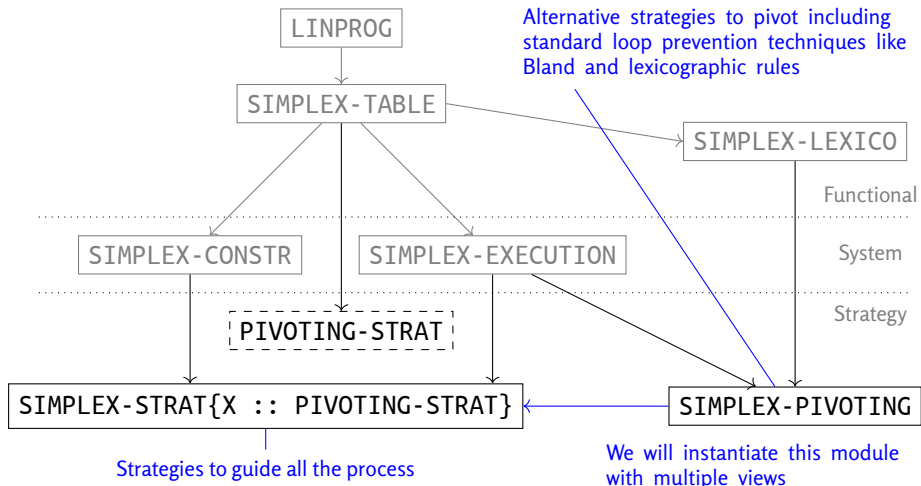 Alternative strategies to pivot including
standard loop prevention techniques like
Bland and lexicographic rules
LINPROG
SIMPLEX-TABLE
SIMPLEX-LEXICO
Functional
SIMPLEX-CONSTR
SIMPLEX-EXECUTION
System
Strategy
PIVOTING-STRAT
SIMPLEX-STRAT{X :: PIVOTING-STRAT}
SIMPLEX-PIVOTING
Strategies to guide all the process
We will instantiate this module
with multiple views